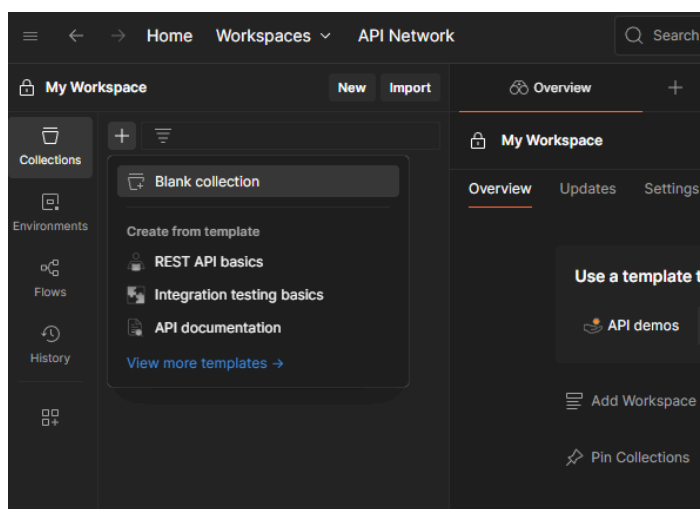 Home Workspaces API Network Search
My Workspace New Import Overview
Collections
Environments
Flows
History
Blank collection
Create from template
REST API basics
Integration testing basics
API documentation
View more templates →
My Workspace
Overview Updates Settings
Use a template t
API demos
Add Workspace
Pin Collections